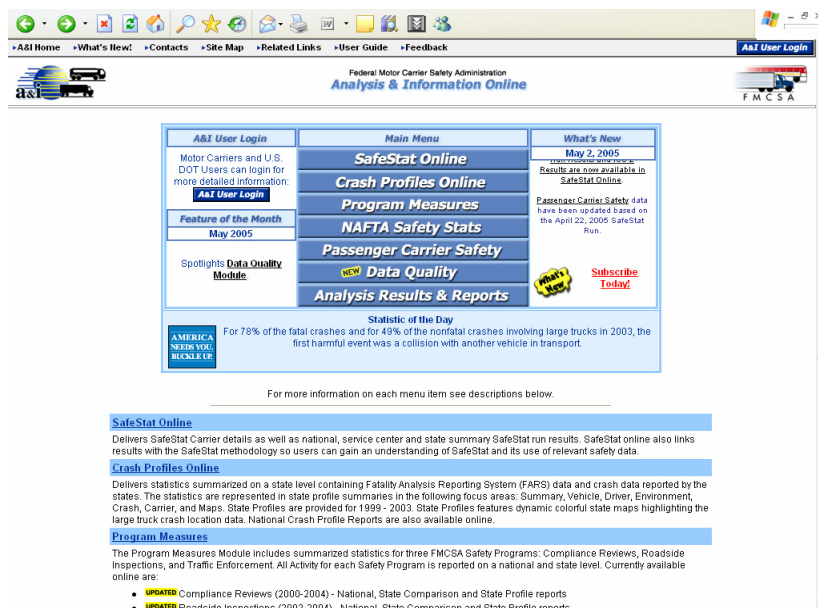 A&I Home What's New! Contacts Site Map Related Links User Guide Feedback A&I User Login
a&i
Federal Motor Carrier Safety Administration
Analysis & Information Online
FMCSA
A&I User Login
Motor Carriers and U.S.
DOT Users can login for
more detailed information:
A&I User Login
Feature of the Month
May 2005
Spotlights Data Quality
Module.
Main Menu
SafeStat Online
Crash Profiles Online
Program Measures
NAFTA Safety Stats
Passenger Carrier Safety
NEW Data Quality
Analysis Results & Reports
What's New
May 2, 2005
Results are now available in
SafeStat Online.
Passenger Carrier Safety data
have been updated based on
the April 22, 2005 SafeStat
Run.
What's New
Subscribe
Today!
Statistic of the Day
AMERICA
NEEDS YOU.
BUCKLE UP.
For 78% of the fatal crashes and for 49% of the nonfatal crashes involving large trucks in 2003, the
first harmful event was a collision with another vehicle in transport.
For more information on each menu item see descriptions below.
SafeStat Online
Delivers SafeStat Carrier details as well as national, service center and state summary SafeStat run results. SafeStat online also links
results with the SafeStat methodology so users can gain an understanding of SafeStat and its use of relevant safety data.
Crash Profiles Online
Delivers statistics summarized on a state level containing Fatality Analysis Reporting System (FARS) data and crash data reported by the
states. The statistics are represented in state profile summaries in the following focus areas: Summary, Vehicle, Driver, Environment,
Crash, Carrier, and Maps. State Profiles are provided for 1999 - 2003. State Profiles features dynamic colorful state maps highlighting the
large truck crash location data. National Crash Profile Reports are also available online.
Program Measures
The Program Measures Module includes summarized statistics for three FMCSA Safety Programs: Compliance Reviews, Roadside
Inspections, and Traffic Enforcement. All Activity for each Safety Program is reported on a national and state level. Currently available
online are:
UPDATED Compliance Reviews (2000-2004) - National, State Comparison and State Profile reports
UPDATED Roadside Inspections (2002-2004) - National, State Comparison and State Profile reports